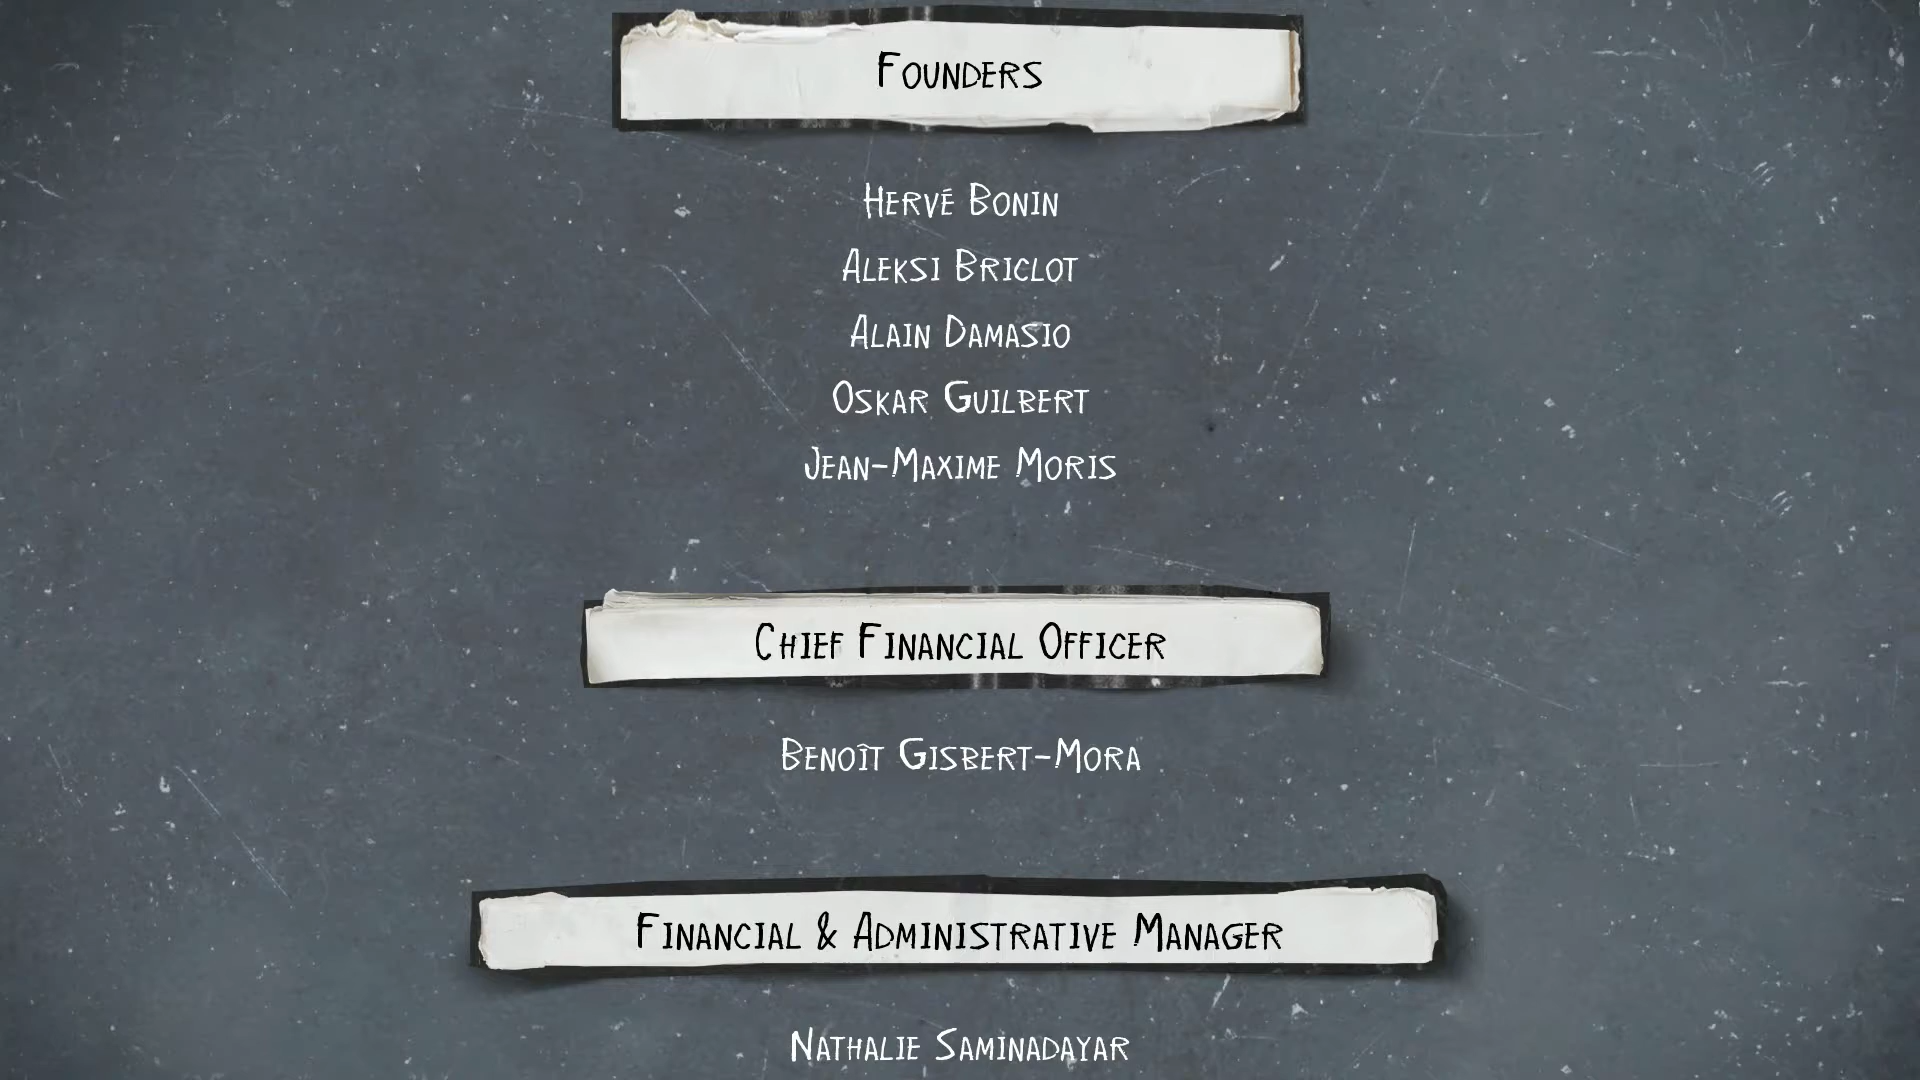 Founders
Hervé Bonin
Aleksi Briclot
Alain Damasio
Oskar Guilbert
Jean-Maxime Moris
Chief Financial Officer
Benoît Gisbert-Mora
Financial & Administrative Manager
Nathalie Saminadayar